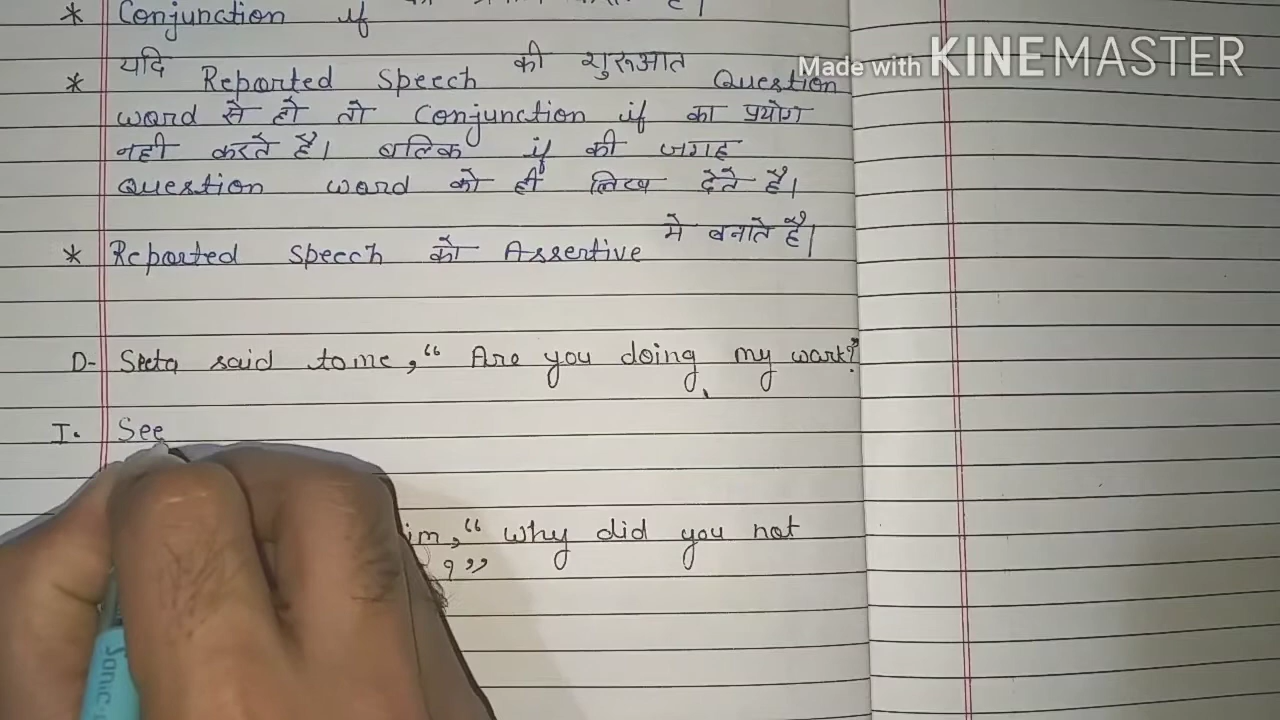 * Conjunction if
Made with KINEMASTER
* यदि Reported Speech की शुरूआत Question
word से हो तो Conjunction if का प्रयोग
नही करते है। बल्कि if की जगह
Question word को ही लिख देते है।
* Reported Speech को Assertive मे बनाते है।
D- Seeta said to me, “ Are you doing my work?”
I. See
im, “ why did you not
?”
Sonic